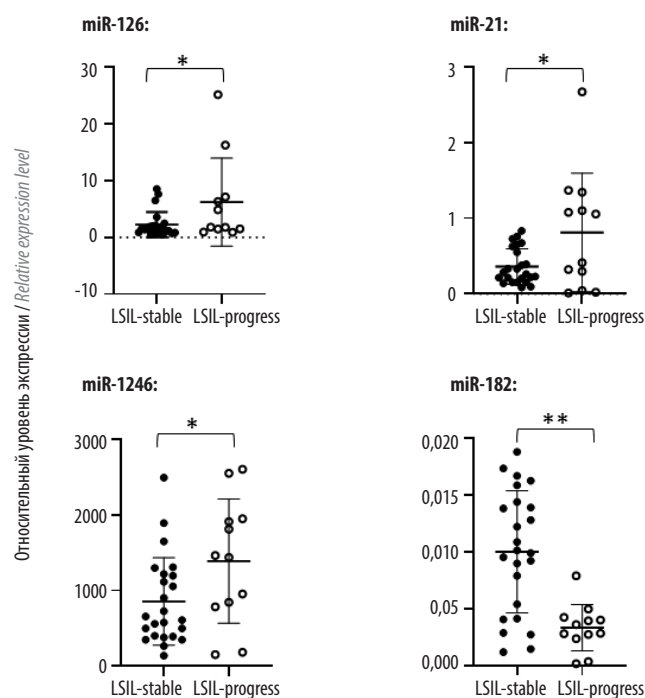 Относительный уровень экспрессии / Relative expression level
miR-126:
*
30
20
10
0
-10
LSIL-stable LSIL-progress
miR-21:
*
3
2
1
0
LSIL-stable LSIL-progress
miR-1246:
*
3000
2000
1000
0
LSIL-stable LSIL-progress
miR-182:
**
0,020
0,015
0,010
0,05
0,000
LSIL-stable LSIL-progress